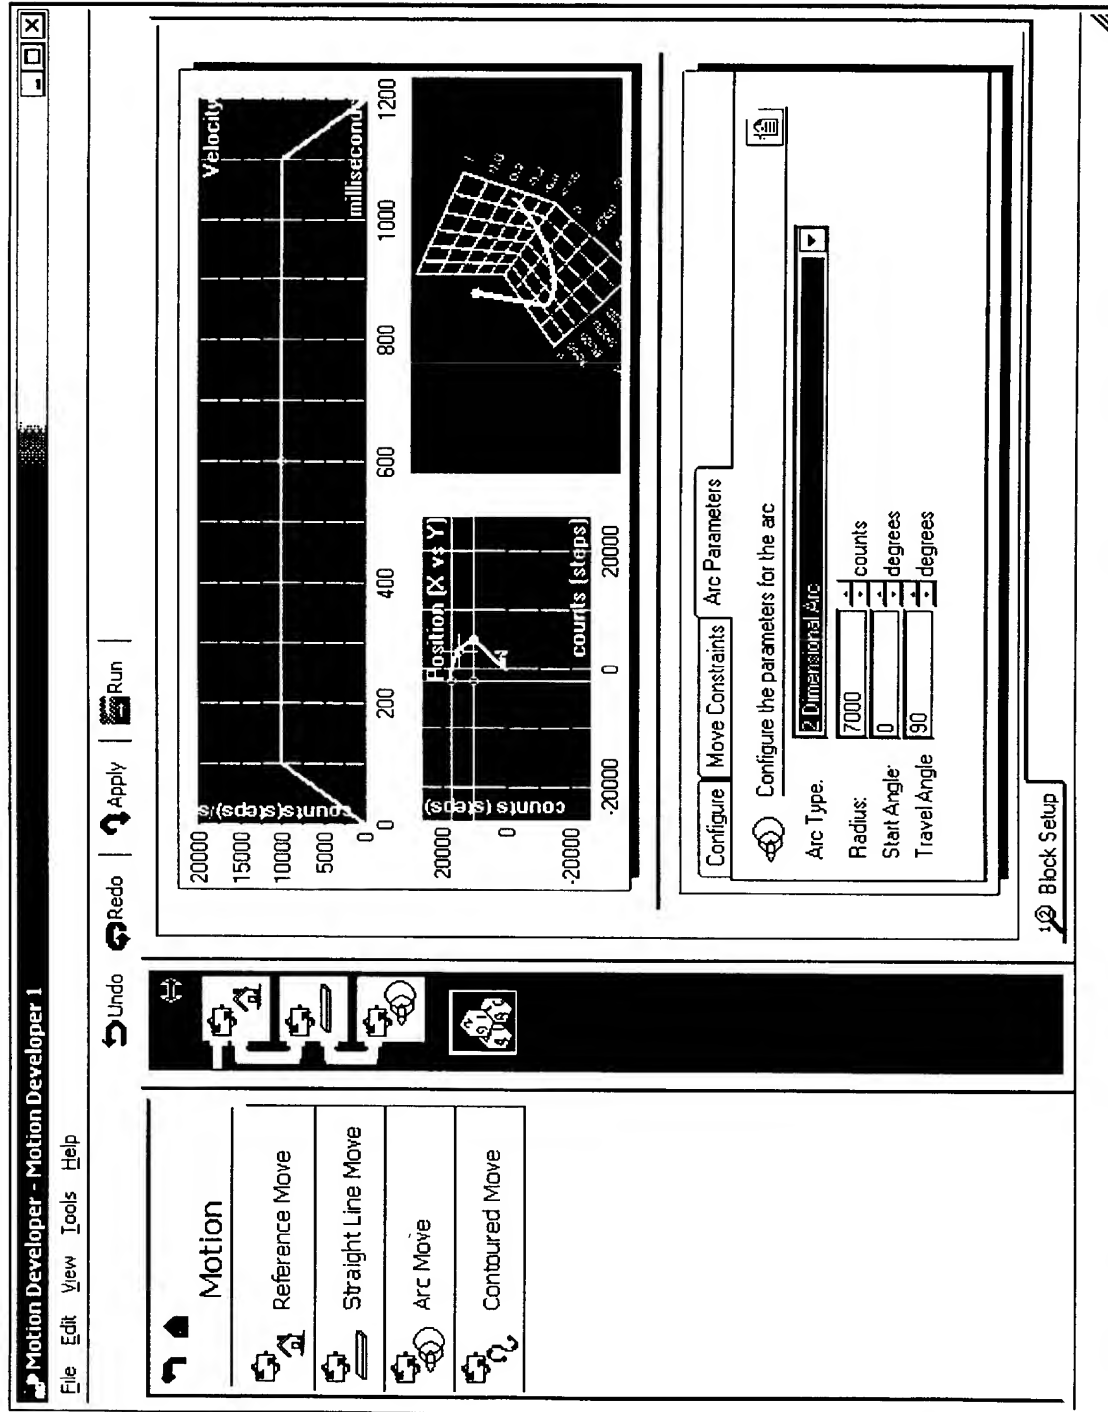 Motion Developer - Motion Developer 1
File Edit View Tools Help
Undo Redo Apply Run
Motion
Reference Move
Straight Line Move
Arc Move
Contoured Move
Velocity
20000
15000
10000
5000
0
counts(steps)/s
milliseconds
0 200 400 600 800 1000 1200
Position (X vs Y)
20000
0
-20000
counts (steps)
counts (steps)
-20000 0 20000
Configure Move Constraints Arc Parameters
Configure the parameters for the arc
Arc Type. 2 Dimensional Arc
Radius: 7000 counts
Start Angle: 0 degrees
Travel Angle 90 degrees
Block Setup